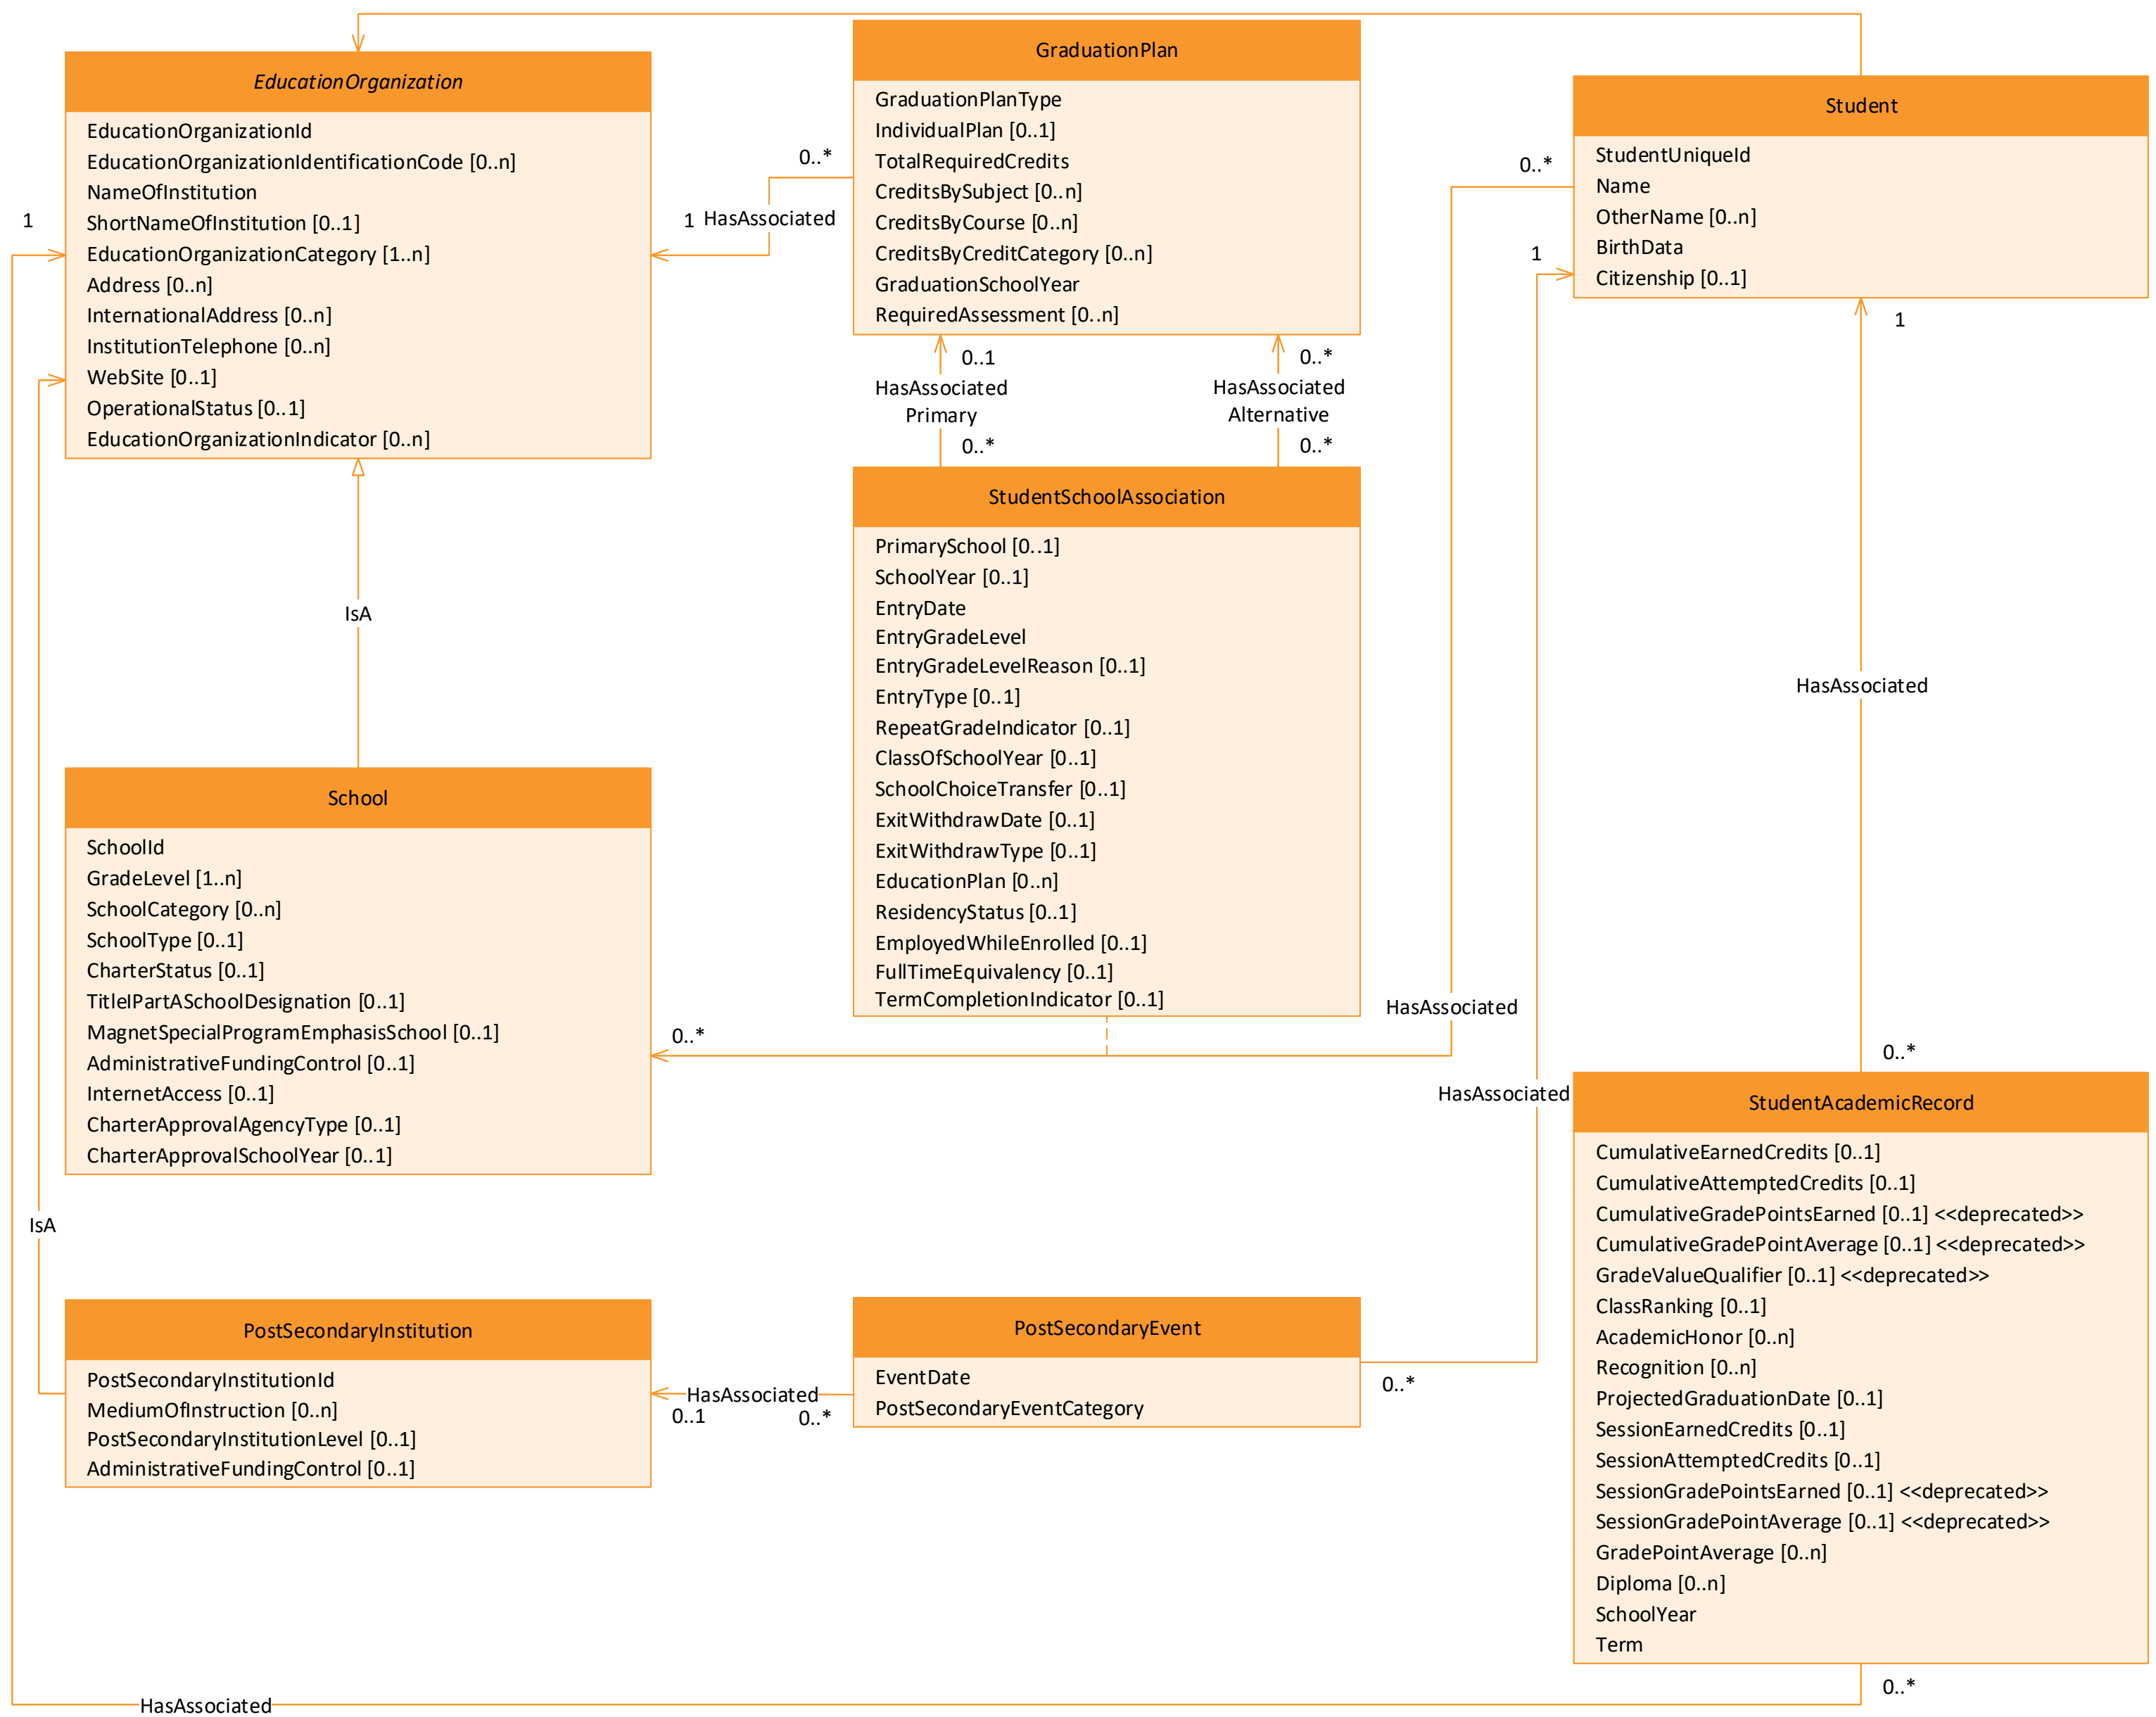 EducationOrganization
EducationOrganizationId
EducationOrganizationIdentificationCode [0..n]
NameOfInstitution
ShortNameOfInstitution [0..1]
EducationOrganizationCategory [1..n]
Address [0..n]
InternationalAddress [0..n]
InstitutionTelephone [0..n]
WebSite [0..1]
OperationalStatus [0..1]
EducationOrganizationIndicator [0..n]
1
0..*
1
HasAssociated
GraduationPlan
GraduationPlanType
IndividualPlan [0..1]
TotalRequiredCredits
CreditsBySubject [0..n]
CreditsByCourse [0..n]
CreditsByCreditCategory [0..n]
GraduationSchoolYear
RequiredAssessment [0..n]
0..1
HasAssociated
Primary
0..*
0..*
HasAssociated
Alternative
0..*
Student
StudentUniqueId
Name
OtherName [0..n]
BirthData
Citizenship [0..1]
0..*
1
1
IsA
StudentSchoolAssociation
PrimarySchool [0..1]
SchoolYear [0..1]
EntryDate
EntryGradeLevel
EntryGradeLevelReason [0..1]
EntryType [0..1]
RepeatGradeIndicator [0..1]
ClassOfSchoolYear [0..1]
SchoolChoiceTransfer [0..1]
ExitWithdrawDate [0..1]
ExitWithdrawType [0..1]
EducationPlan [0..n]
ResidencyStatus [0..1]
EmployedWhileEnrolled [0..1]
FullTimeEquivalency [0..1]
TermCompletionIndicator [0..1]
HasAssociated
School
SchoolId
GradeLevel [1..n]
SchoolCategory [0..n]
SchoolType [0..1]
CharterStatus [0..1]
TitleIPartASchoolDesignation [0..1]
MagnetSpecialProgramEmphasisSchool [0..1]
AdministrativeFundingControl [0..1]
InternetAccess [0..1]
CharterApprovalAgencyType [0..1]
CharterApprovalSchoolYear [0..1]
0..*
HasAssociated
HasAssociated
0..*
StudentAcademicRecord
CumulativeEarnedCredits [0..1]
CumulativeAttemptedCredits [0..1]
CumulativeGradePointsEarned [0..1] <<deprecated>>
CumulativeGradePointAverage [0..1] <<deprecated>>
GradeValueQualifier [0..1] <<deprecated>>
ClassRanking [0..1]
AcademicHonor [0..n]
Recognition [0..n]
ProjectedGraduationDate [0..1]
SessionEarnedCredits [0..1]
SessionAttemptedCredits [0..1]
SessionGradePointsEarned [0..1] <<deprecated>>
SessionGradePointAverage [0..1] <<deprecated>>
GradePointAverage [0..n]
Diploma [0..n]
SchoolYear
Term
IsA
PostSecondaryInstitution
PostSecondaryInstitutionId
MediumOfInstruction [0..n]
PostSecondaryInstitutionLevel [0..1]
AdministrativeFundingControl [0..1]
HasAssociated
0..1
0..*
PostSecondaryEvent
EventDate
PostSecondaryEventCategory
0..*
0..*
HasAssociated